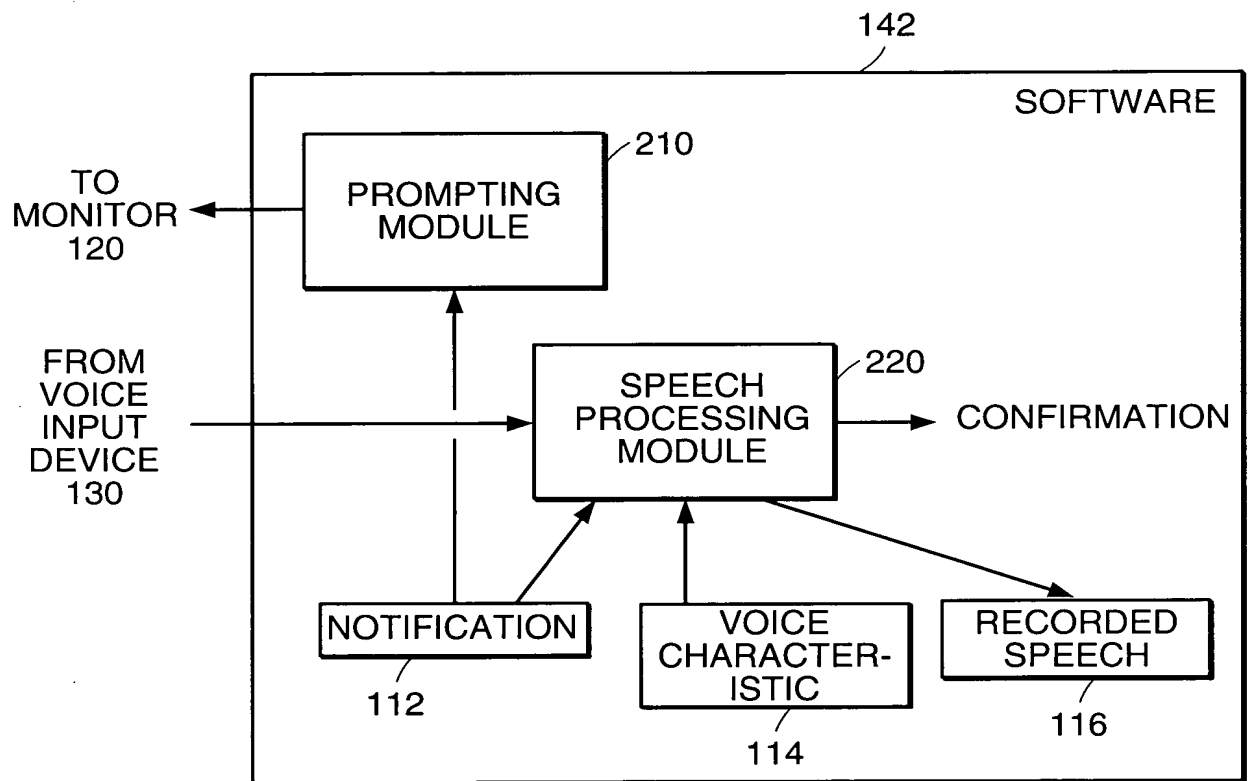 142
SOFTWARE
210
PROMPTING
MODULE
TO
MONITOR
120
FROM
VOICE
INPUT
DEVICE
130
220
SPEECH
PROCESSING
MODULE
CONFIRMATION
NOTIFICATION
112
VOICE
CHARACTER-
ISTIC
114
RECORDED
SPEECH
116